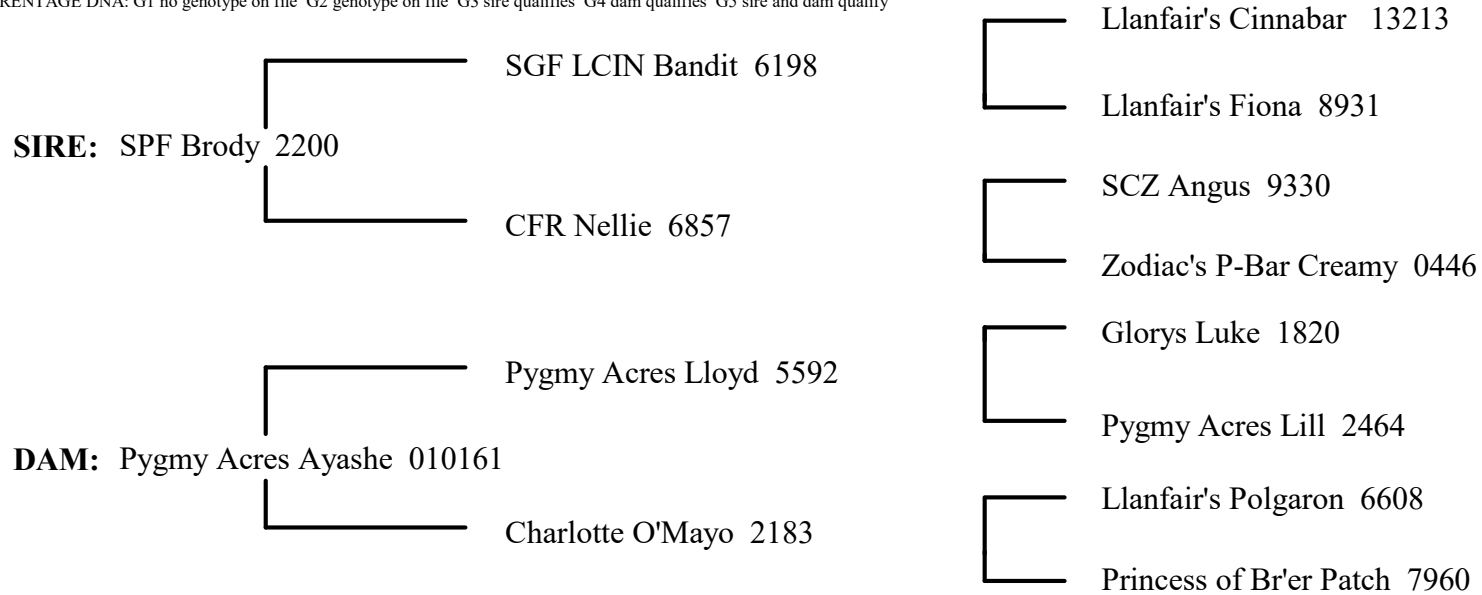 PARENTAGE DNA: G1 no genotype on file G2 genotype on file G3 sire qualifies G4 dam qualifies G5 sire and dam qualify
Llanfair's Cinnabar 13213
SGF LCIN Bandit 6198
Llanfair's Fiona 8931
SIRE: SPF Brody 2200
SCZ Angus 9330
CFR Nellie 6857
Zodiac's P-Bar Creamy 0446
Glorys Luke 1820
Pygmy Acres Lloyd 5592
Pygmy Acres Lill 2464
DAM: Pygmy Acres Ayashe 010161
Llanfair's Polgaron 6608
Charlotte O'Mayo 2183
Princess of Br'er Patch 7960